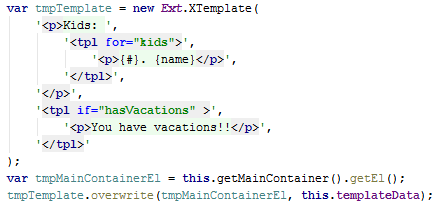 var tmpTemplate = new Ext.XTemplate(
    '<p>Kids: ',
        '<tpl for="kids">',
            '<p>{#}. {name}</p>',
        '</tpl>',
    '</p>',
    '<tpl if="hasVacations" >',
        '<p>You have vacations!!</p>',
    '</tpl>'
);
var tmpMainContainerEl = this.getMainContainer().getEl();
tmpTemplate.overwrite(tmpMainContainerEl, this.templateData);